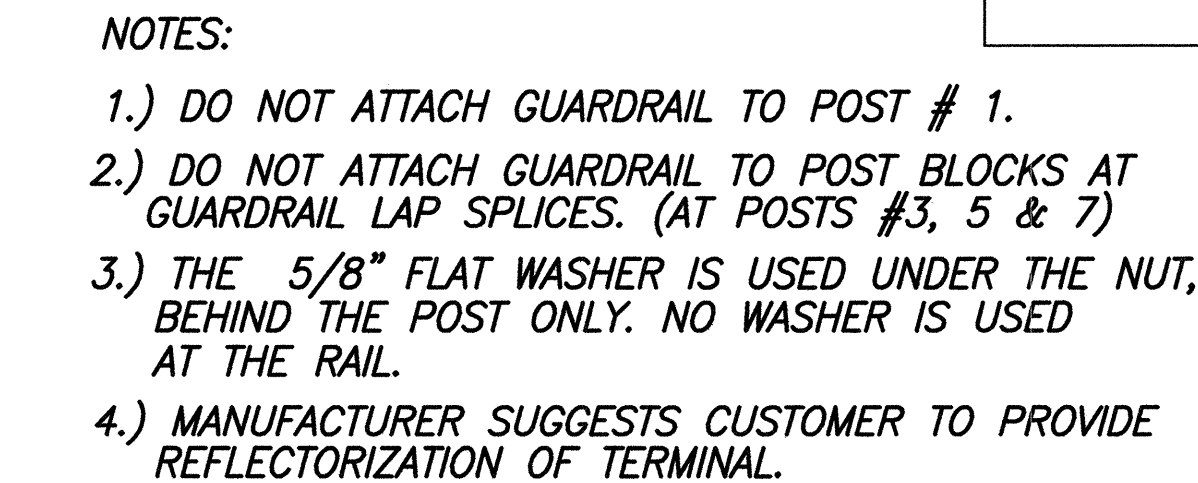 NOTES:
1.) DO NOT ATTACH GUARDRAIL TO POST # 1.
2.) DO NOT ATTACH GUARDRAIL TO POST BLOCKS AT
GUARDRAIL LAP SPLICES. (AT POSTS #3, 5 & 7)
3.) THE 5/8" FLAT WASHER IS USED UNDER THE NUT,
BEHIND THE POST ONLY. NO WASHER IS USED
AT THE RAIL.
4.) MANUFACTURER SUGGESTS CUSTOMER TO PROVIDE
REFLECTORIZATION OF TERMINAL.